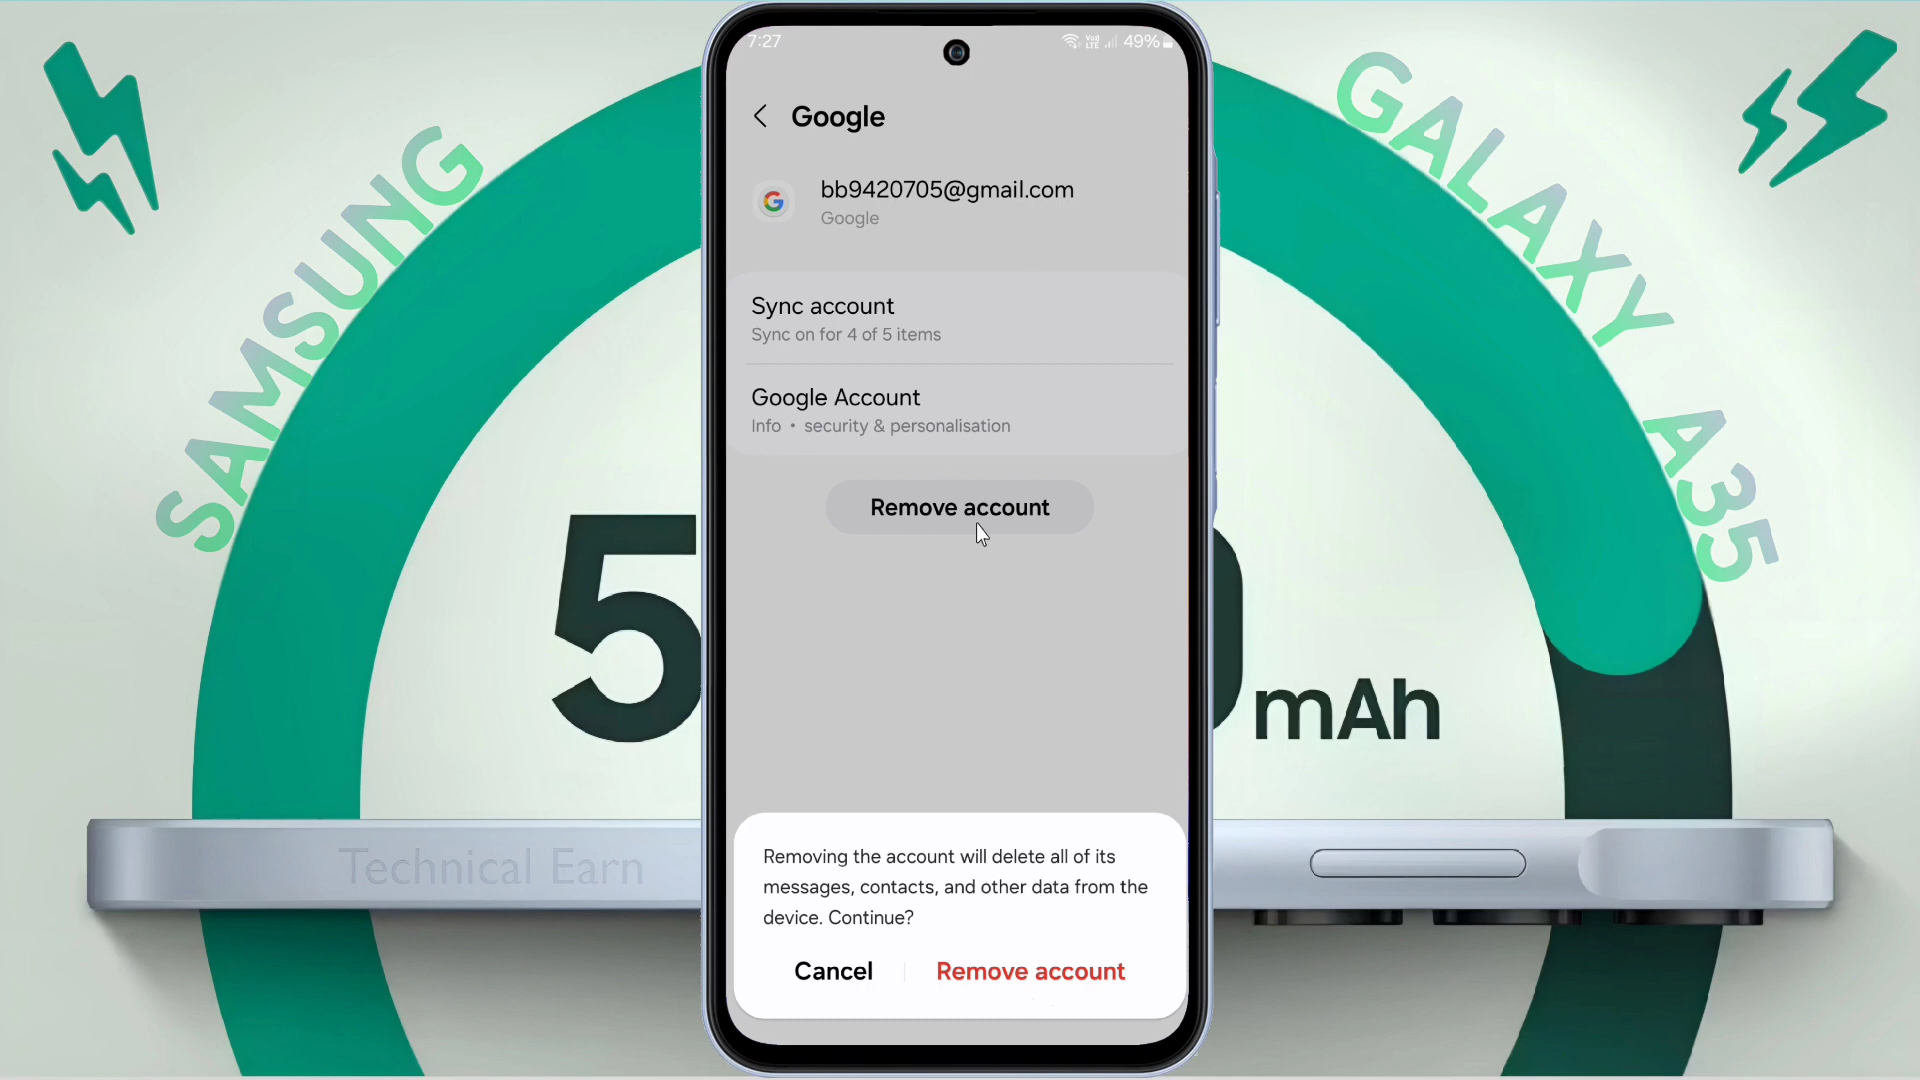 SAMSUNG
GALAXY A35
7:27
49%
Google
bb9420705@gmail.com
Google
Sync account
Sync on for 4 of 5 items
Google Account
Info • security & personalisation
Remove account
5
mAh
Technical Earn
Removing the account will delete all of its
messages, contacts, and other data from the
device. Continue?
Cancel
Remove account